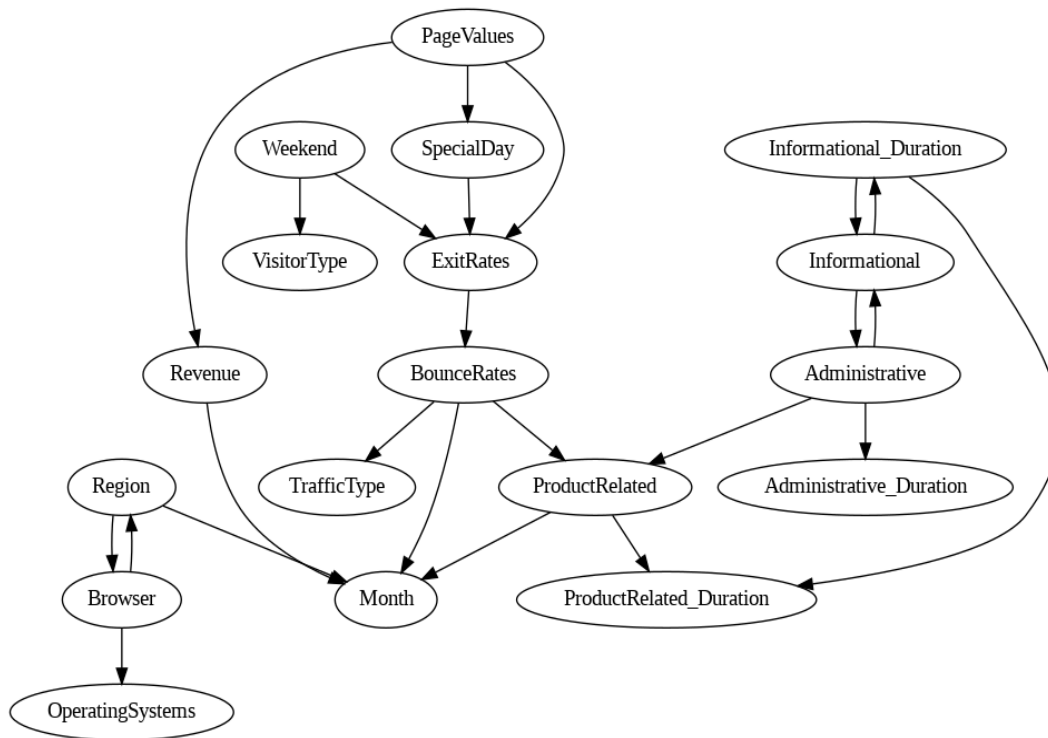 PageValues
Weekend
SpecialDay
Informational_Duration
VisitorType
ExitRates
Informational
Revenue
BounceRates
Administrative
Region
TrafficType
ProductRelated
Administrative_Duration
Browser
Month
ProductRelated_Duration
OperatingSystems